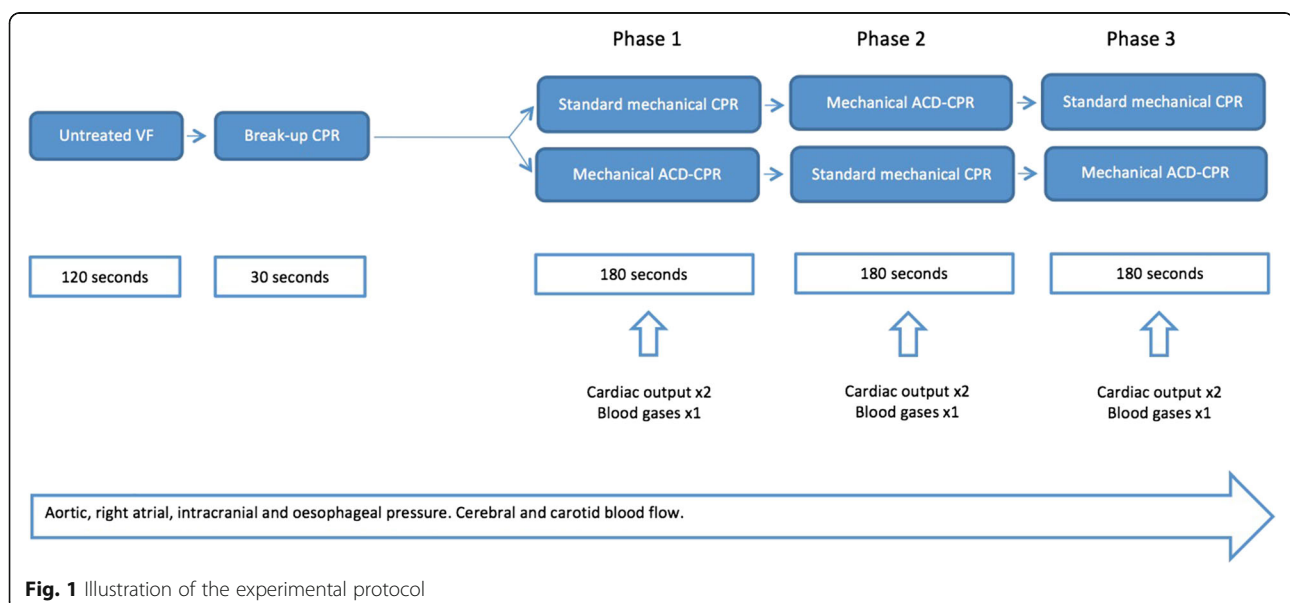 Phase 1
Phase 2
Phase 3
Standard mechanical CPR
Mechanical ACD-CPR
Standard mechanical CPR
Untreated VF
Break-up CPR
Mechanical ACD-CPR
Standard mechanical CPR
Mechanical ACD-CPR
120 seconds
30 seconds
180 seconds
180 seconds
180 seconds
Cardiac output x2
Blood gases x1
Cardiac output x2
Blood gases x1
Cardiac output x2
Blood gases x1
Aortic, right atrial, intracranial and oesophageal pressure. Cerebral and carotid blood flow.
Fig. 1 Illustration of the experimental protocol